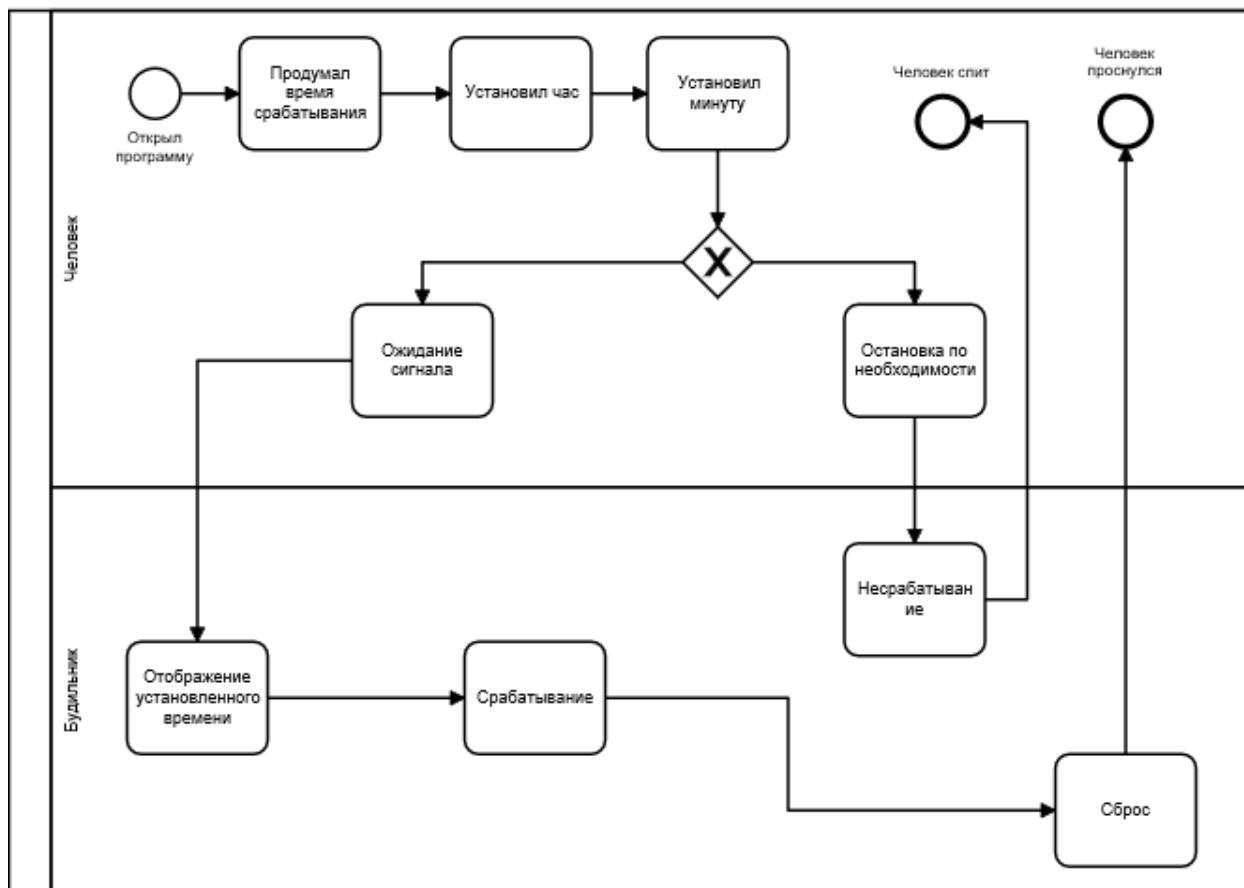 Человек
Открыл
программу
Продумал
время
срабатывания
Установил час
Установил
минуту
Человек спит
Человек
проснулся
Ожидание
сигнала
Остановка по
необходимости
Будильник
Несрабатыван
ие
Отображение
установленного
времени
Срабатывание
Сброс
X